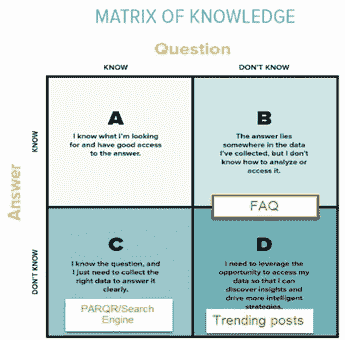 MATRIX OF KNOWLEDGE
Question
KNOW
DON'T KNOW
Answer
KNOW
DON'T KNOW
A
I know what i'm looking
for and have good access
to the answer.
B
The answer lies
somewhere in the data
I've collected, but I don't
know how to analyze or
access it.
FAQ
C
I know the question, and
I just need to collect the
right data to answer it
clearly.
PARQR/Search
Engine
D
I need to leverage the
opportunity to access my
data so that I can
discover insights and
drive more intelligent
strategies.
Trending posts